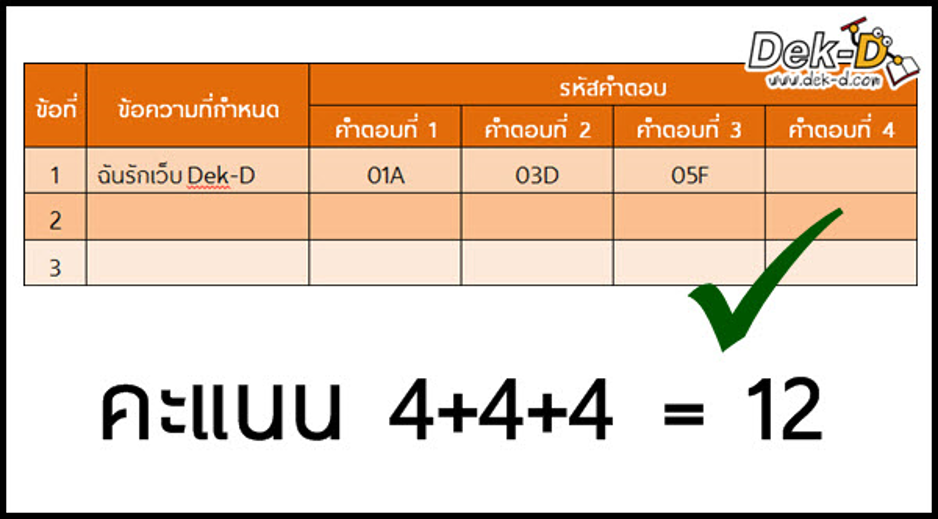 Dek-D
www.dek-d.com
ข้อที่ ข้อความที่กำหนด รหัสคำตอบ
คำตอบที่ 1 คำตอบที่ 2 คำตอบที่ 3 คำตอบที่ 4
1 ฉันรักเว็บ Dek-D 01A 03D 05F
2
3
คะแนน 4+4+4 = 12